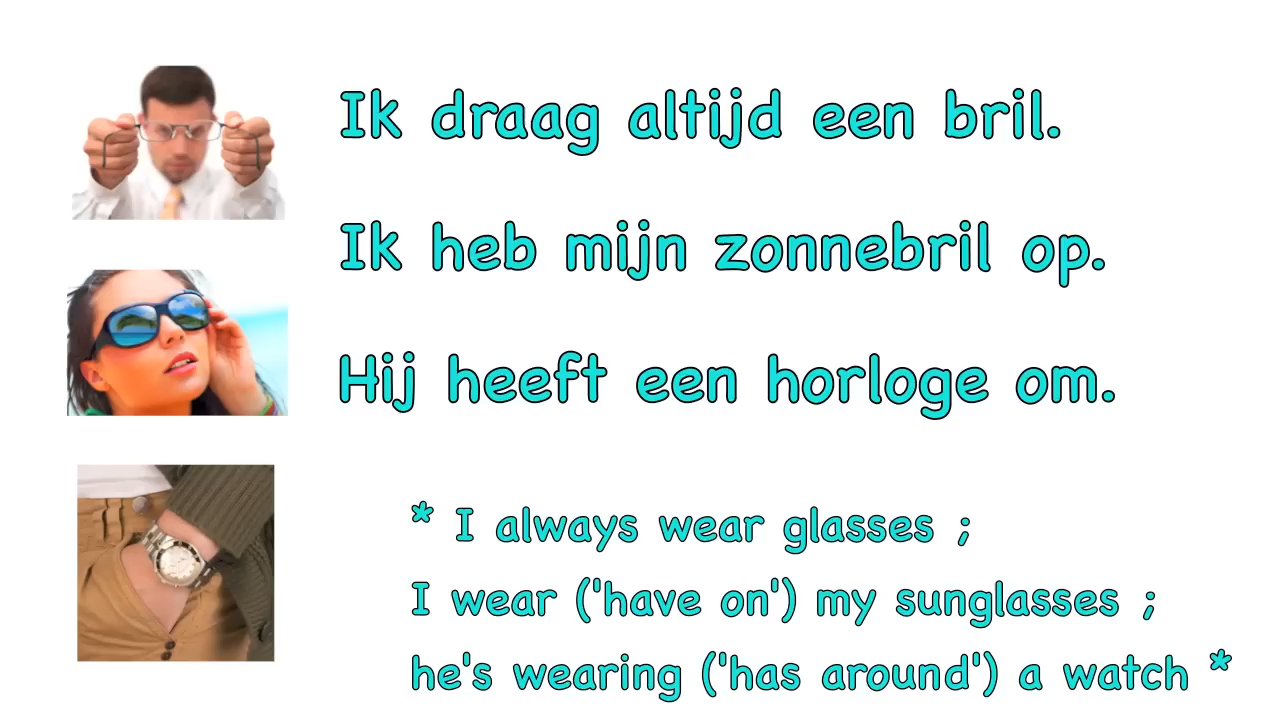 Ik draag altijd een bril.
Ik heb mijn zonnebril op.
Hij heeft een horloge om.
* I always wear glasses ;
I wear ('have on') my sunglasses ;
he's wearing ('has around') a watch *